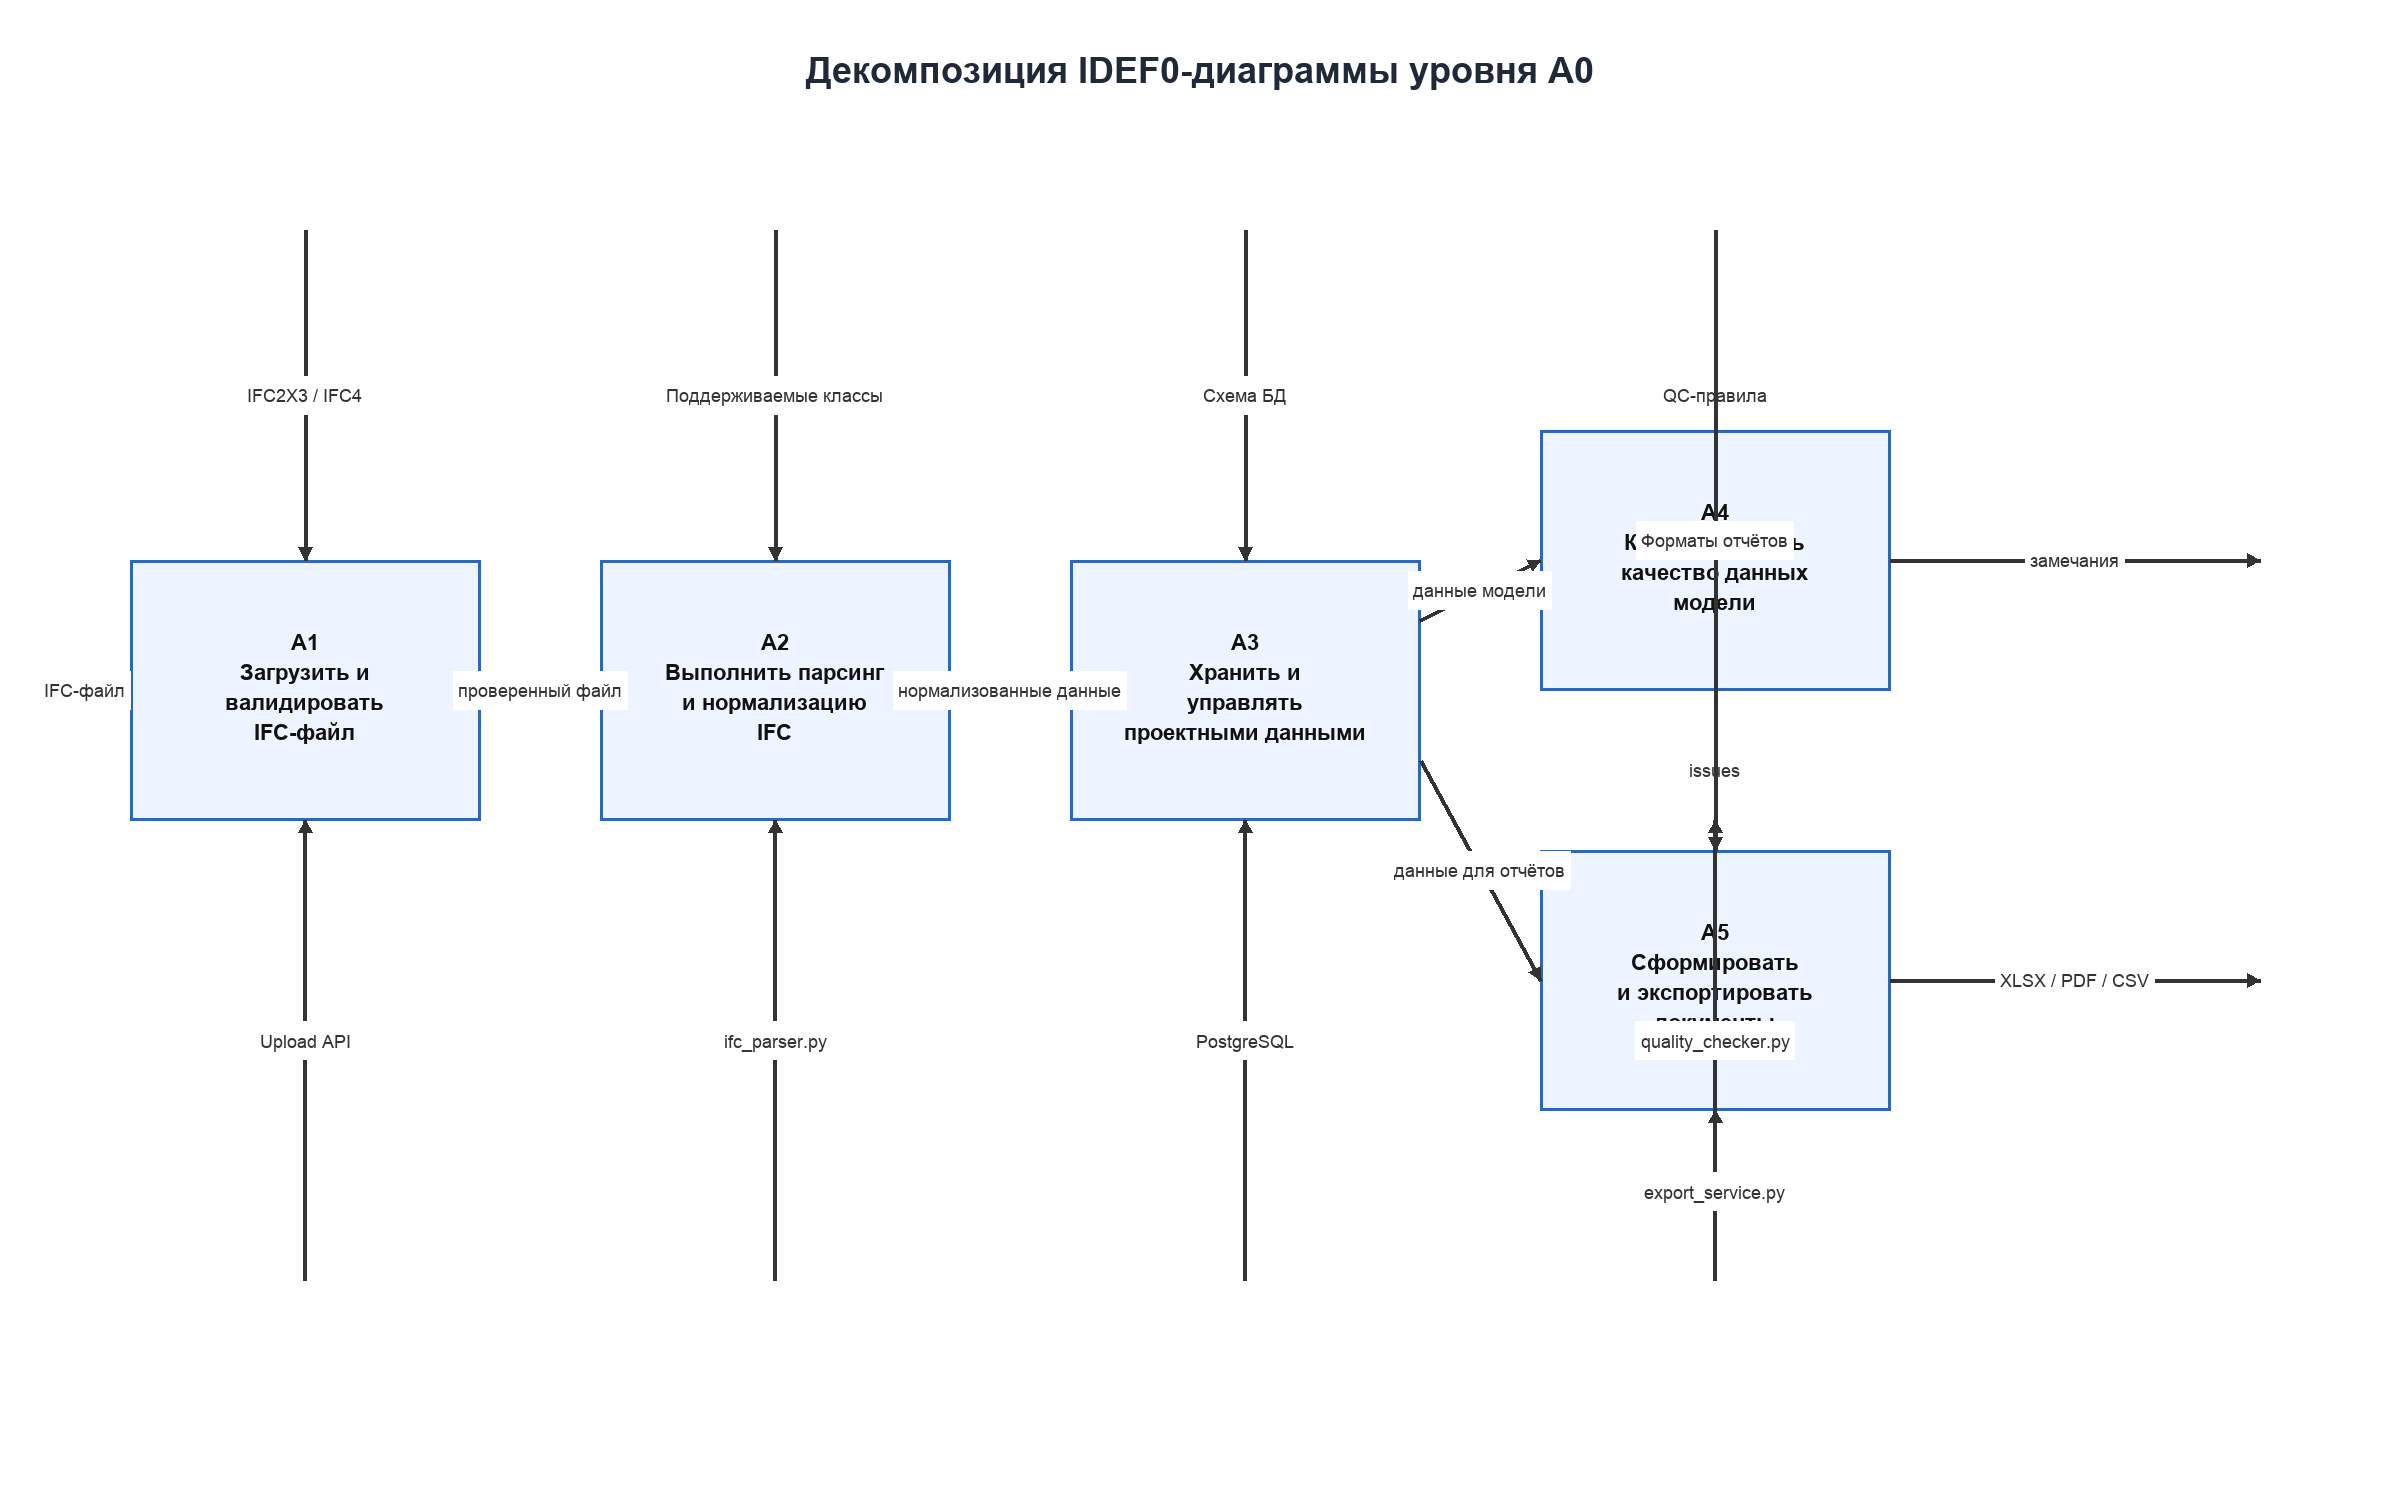 Декомпозиция IDEF0-диаграммы уровня A0
IFC2X3 / IFC4
Поддерживаемые классы
Схема БД
QC-правила
A4
Форматы отчётов
качество данных
модели
замечания
данные модели
A1
Загрузить и
валидировать
IFC-файл
IFC-файл
проверенный файл
A2
Выполнить парсинг
и нормализацию
IFC
нормализованные данные
A3
Хранить и
управлять
проектными данными
issues
данные для отчётов
A5
Сформировать
и экспортировать
документы
XLSX / PDF / CSV
Upload API
ifc_parser.py
PostgreSQL
quality_checker.py
export_service.py